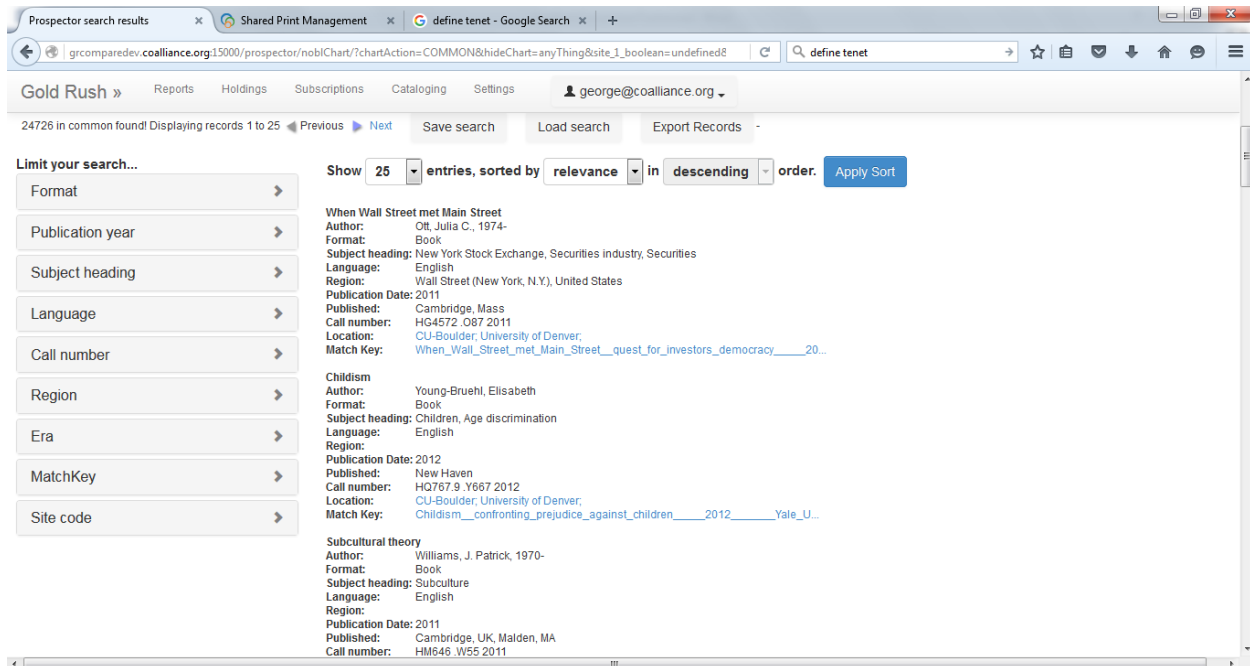 Prospector search results × Shared Print Management × G define tenet - Google Search × +
grcomparedev.coalliance.org:15000/prospector/noblChart/?chartAction=COMMON&hideChart=anyThing&site_1_boolean=undefined& define tenet
Gold Rush » Reports Holdings Subscriptions Cataloging Settings george@coalliance.org
24726 in common found! Displaying records 1 to 25 Previous Next Save search Load search Export Records -
Limit your search...
Format
Publication year
Subject heading
Language
Call number
Region
Era
MatchKey
Site code
Show 25 entries, sorted by relevance in descending order. Apply Sort
When Wall Street met Main Street
Author: Ott, Julia C., 1974-
Format: Book
Subject heading: New York Stock Exchange, Securities industry, Securities
Language: English
Region: Wall Street (New York, N.Y.), United States
Publication Date: 2011
Published: Cambridge, Mass
Call number: HG4572 .O87 2011
Location: CU-Boulder; University of Denver;
Match Key: When_Wall_Street_met_Main_Street__quest_for_investors_democracy_____20...
Childism
Author: Young-Bruehl, Elisabeth
Format: Book
Subject heading: Children, Age discrimination
Language: English
Region:
Publication Date: 2012
Published: New Haven
Call number: HQ767.9 .Y667 2012
Location: CU-Boulder; University of Denver;
Match Key: Childism__confronting_prejudice_against_children_____2012_______Yale_U...
Subcultural theory
Author: Williams, J. Patrick, 1970-
Format: Book
Subject heading: Subculture
Language: English
Region:
Publication Date: 2011
Published: Cambridge, UK, Malden, MA
Call number: HM646 .W55 2011